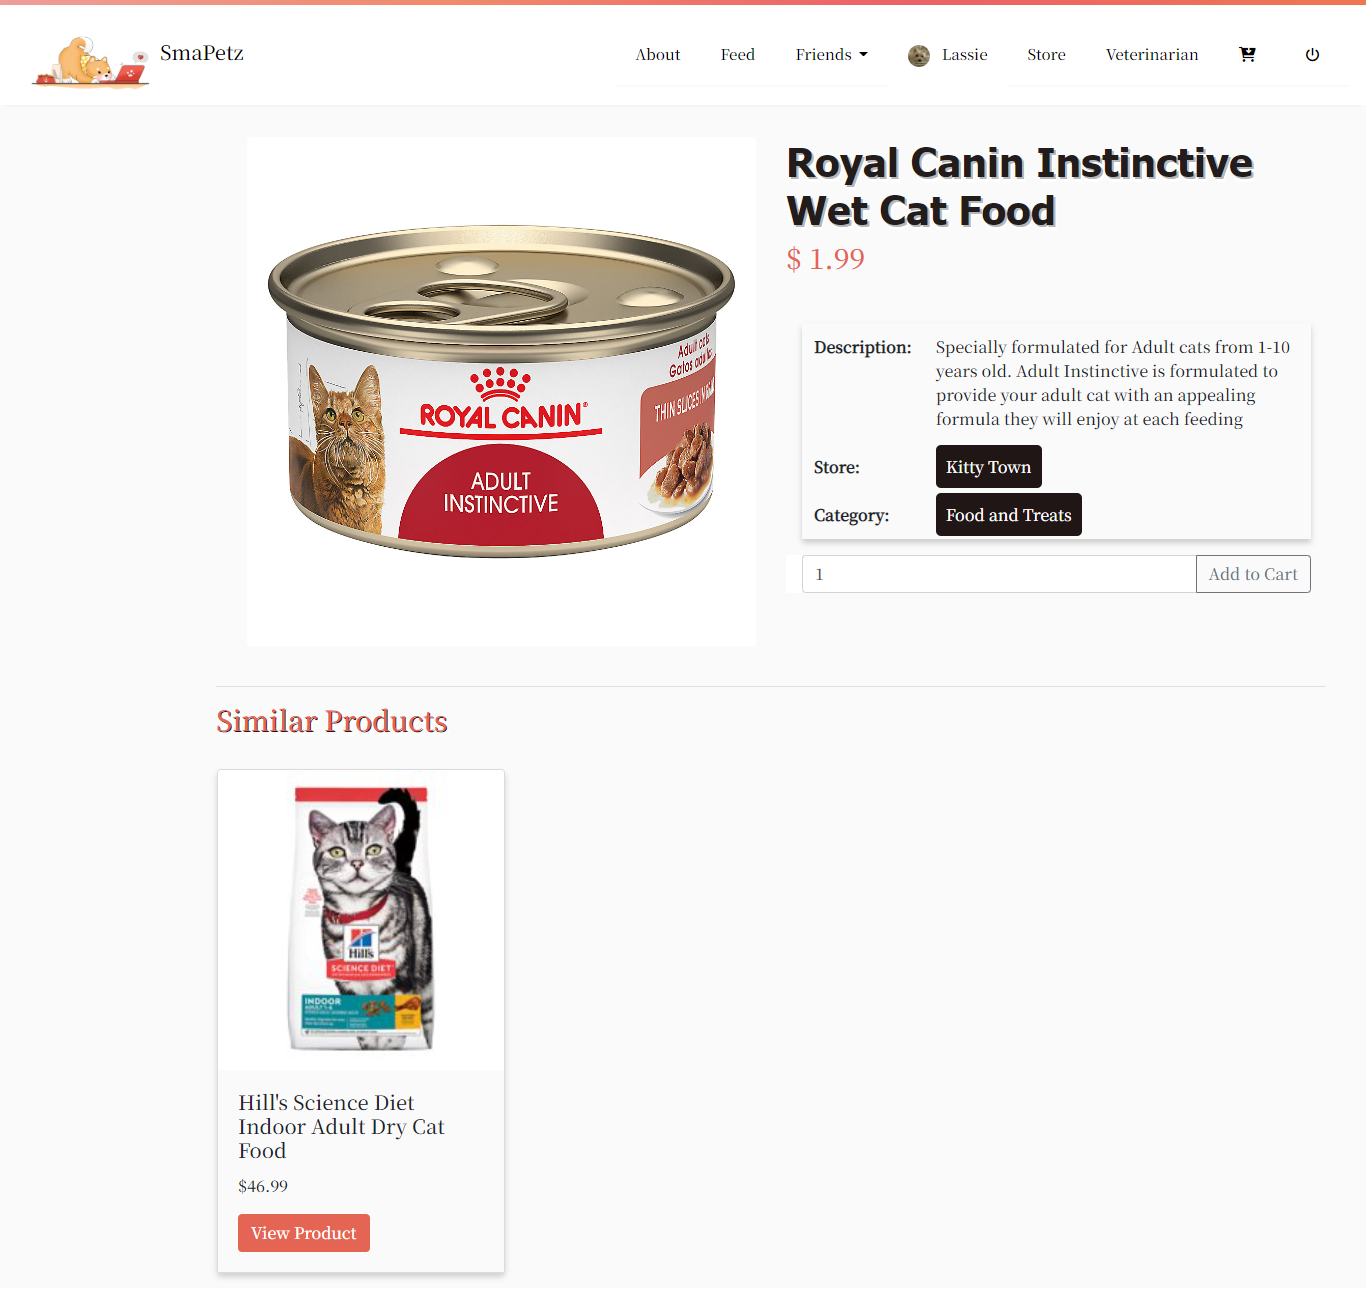 SmaPetz
About
Feed
Friends
Lassie
Store
Veterinarian
Royal Canin Instinctive
Wet Cat Food
$ 1.99
Adult cats
THIN SLICES IN
ROYAL CANIN
ADULT
INSTINCTIVE
Description:
Specially formulated for Adult cats from 1-10
years old. Adult Instinctive is formulated to
provide your adult cat with an appealing
formula they will enjoy at each feeding
Store:
Kitty Town
Category:
Food and Treats
1
Add to Cart
Similar Products
Hill's
SCIENCE DIET
INDOOR
Hill's Science Diet
Indoor Adult Dry Cat
Food
$46.99
View Product